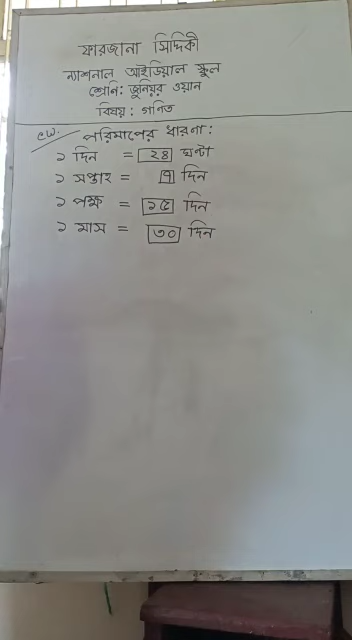 ফারজানা সিদ্দিকী
ন্যাশনাল আইডিয়াল স্কুল
শ্রেনি: জুনিয়র ওয়ান
বিষয়: গণিত
c.w.
পরিমাপের ধারণা:
১ দিন = ২৪ ঘণ্টা
১ সপ্তাহ = ৭ দিন
১ পক্ষ = ১৫ দিন
১ মাস = ৩০ দিন